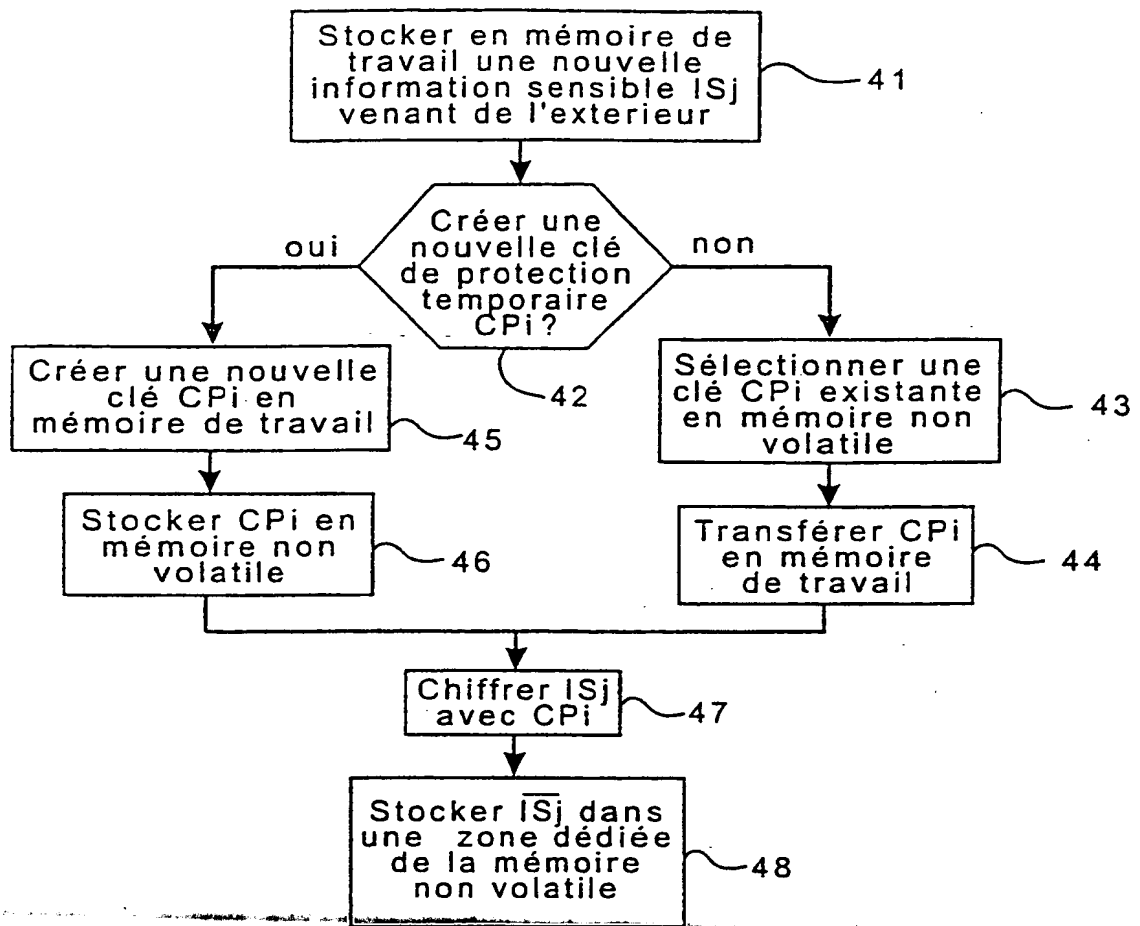 Stocker en mémoire de
travail une nouvelle
information sensible ISj
venant de l'exterieur
41
Créer une
nouvelle clé
de protection
temporaire
CPi?
oui
non
42
Créer une nouvelle
clé CPi en
mémoire de travail
45
Sélectionner une
clé CPi existante
en mémoire non
volatile
43
Stocker CPi en
mémoire non
volatile
46
Transférer CPi
en mémoire
de travail
44
Chiffrer ISj
avec CPi
47
Stocker I̅S̅j̅ dans
une zone dédiée
de la mémoire
non volatile
48